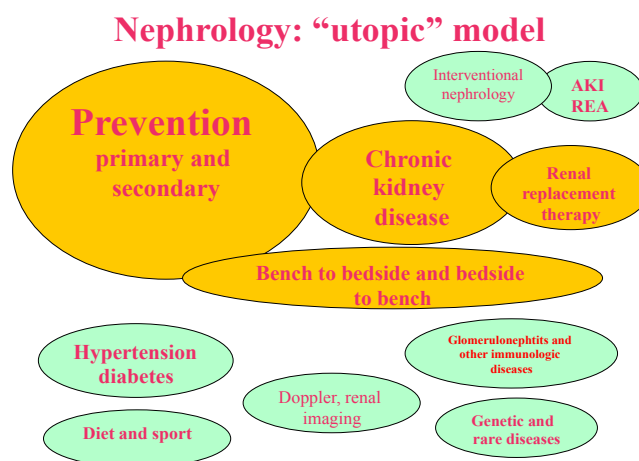 Nephrology: “utopic” model
Interventional
nephrology
AKI
REA
Prevention
primary and
secondary
Chronic
kidney
disease
Renal
replacement
therapy
Bench to bedside and bedside
to bench
Hypertension
diabetes
Glomerulonephtits and
other immunologic
diseases
Doppler, renal
imaging
Diet and sport
Genetic and
rare diseases